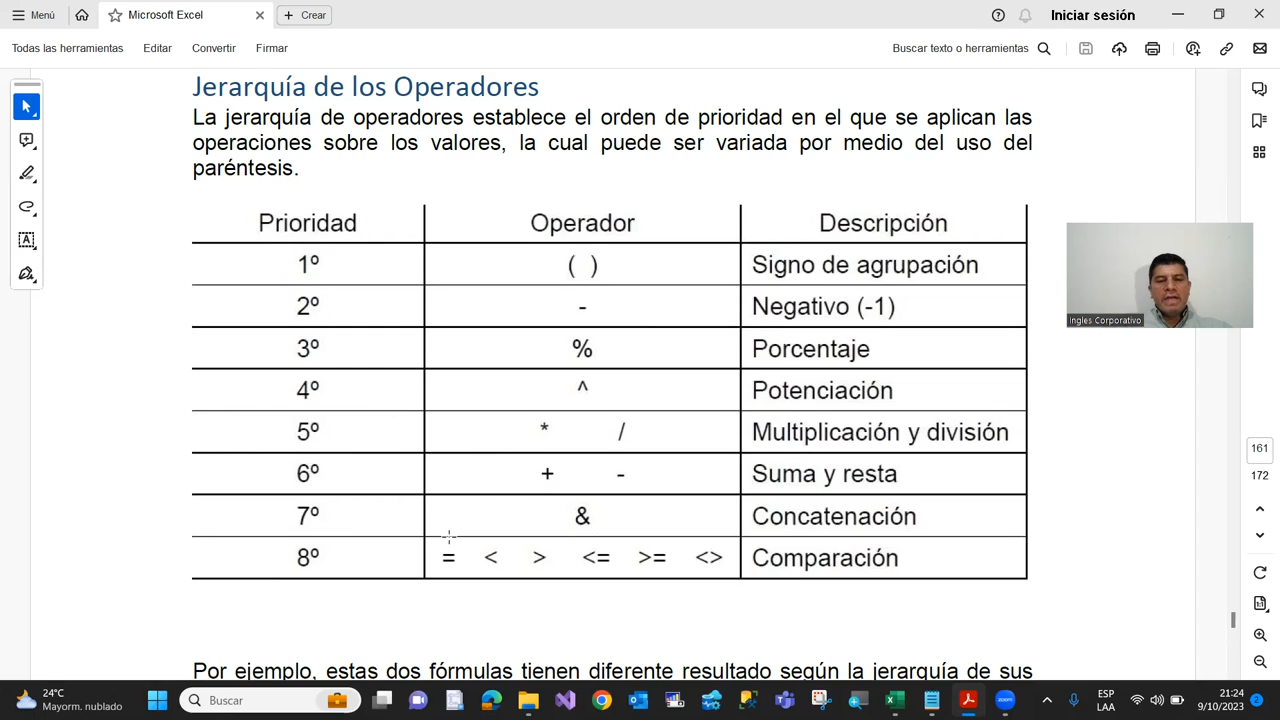 Menú
Microsoft Excel
Crear
Iniciar sesión
Todas las herramientas Editar Convertir Firmar
Buscar texto o herramientas
Jerarquía de los Operadores
La jerarquía de operadores establece el orden de prioridad en el que se aplican las
operaciones sobre los valores, la cual puede ser variada por medio del uso del
paréntesis.
Prioridad Operador Descripción
1º ( ) Signo de agrupación
2º - Negativo (-1)
3º % Porcentaje
4º ^ Potenciación
5º * / Multiplicación y división
6º + - Suma y resta
7º & Concatenación
8º = < > <= >= <> Comparación
Ingles Corporativo
161
172
Por ejemplo, estas dos fórmulas tienen diferente resultado según la jerarquía de sus
24°C
Mayorm. nublado
Buscar
ESP
LAA
21:24
9/10/2023
2